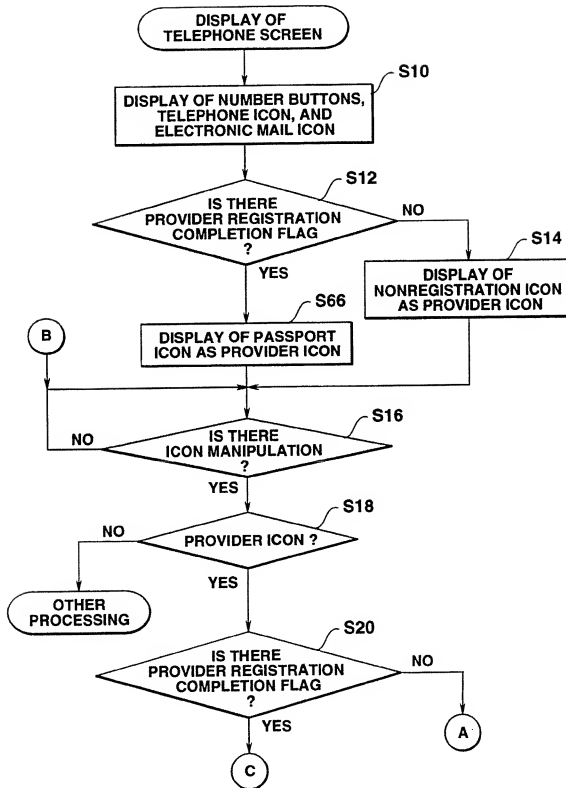 DISPLAY OF
TELEPHONE SCREEN
S10
DISPLAY OF NUMBER BUTTONS,
TELEPHONE ICON, AND
ELECTRONIC MAIL ICON
S12
IS THERE
PROVIDER REGISTRATION
COMPLETION FLAG
?
NO
YES
S14
DISPLAY OF
NONREGISTRATION ICON
AS PROVIDER ICON
S66
DISPLAY OF PASSPORT
ICON AS PROVIDER ICON
B
S16
IS THERE
ICON MANIPULATION
?
NO
YES
S18
PROVIDER ICON ?
NO
YES
OTHER
PROCESSING
S20
IS THERE
PROVIDER REGISTRATION
COMPLETION FLAG
?
NO
YES
A
C